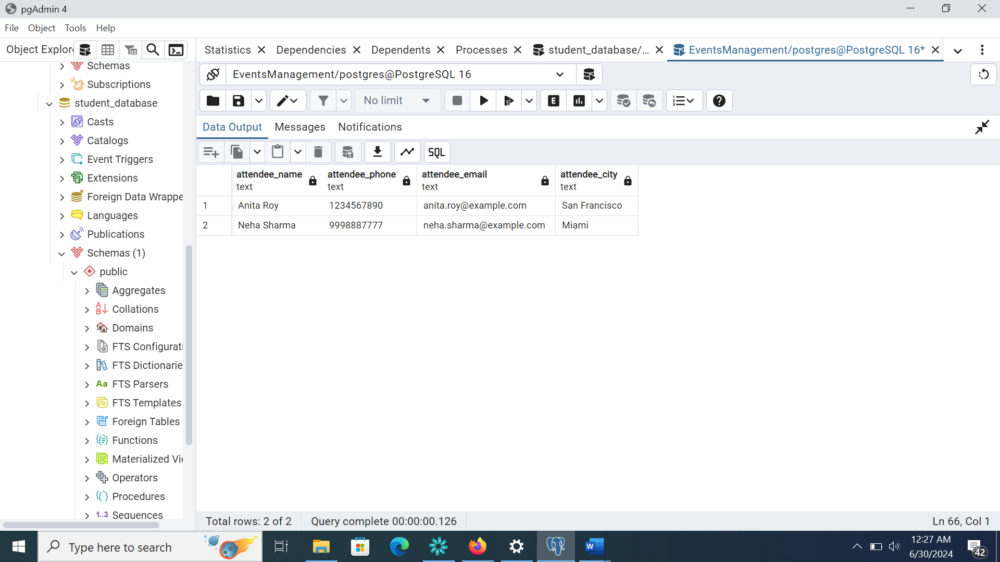 pgAdmin 4
File Object Tools Help
Object Explor
Statistics Dependencies Dependents Processes student_database/... EventsManagement/postgres@PostgreSQL 16*
Schemas
Subscriptions
student_database
Casts
Catalogs
Event Triggers
Extensions
Foreign Data Wrappe
Languages
Publications
Schemas (1)
public
Aggregates
Collations
Domains
FTS Configurati
FTS Dictionarie
Aa FTS Parsers
FTS Templates
Foreign Tables
Functions
Materialized Vie
Operators
Procedures
1..3 Sequences
EventsManagement/postgres@PostgreSQL 16
No limit E
Data Output Messages Notifications
SQL
attendee_name attendee_phone attendee_email attendee_city
text text text text
1 Anita Roy 1234567890 anita.roy@example.com San Francisco
2 Neha Sharma 9998887777 neha.sharma@example.com Miami
Total rows: 2 of 2 Query complete 00:00:00.126 Ln 66, Col 1
Type here to search
W
12:27 AM
6/30/2024
42